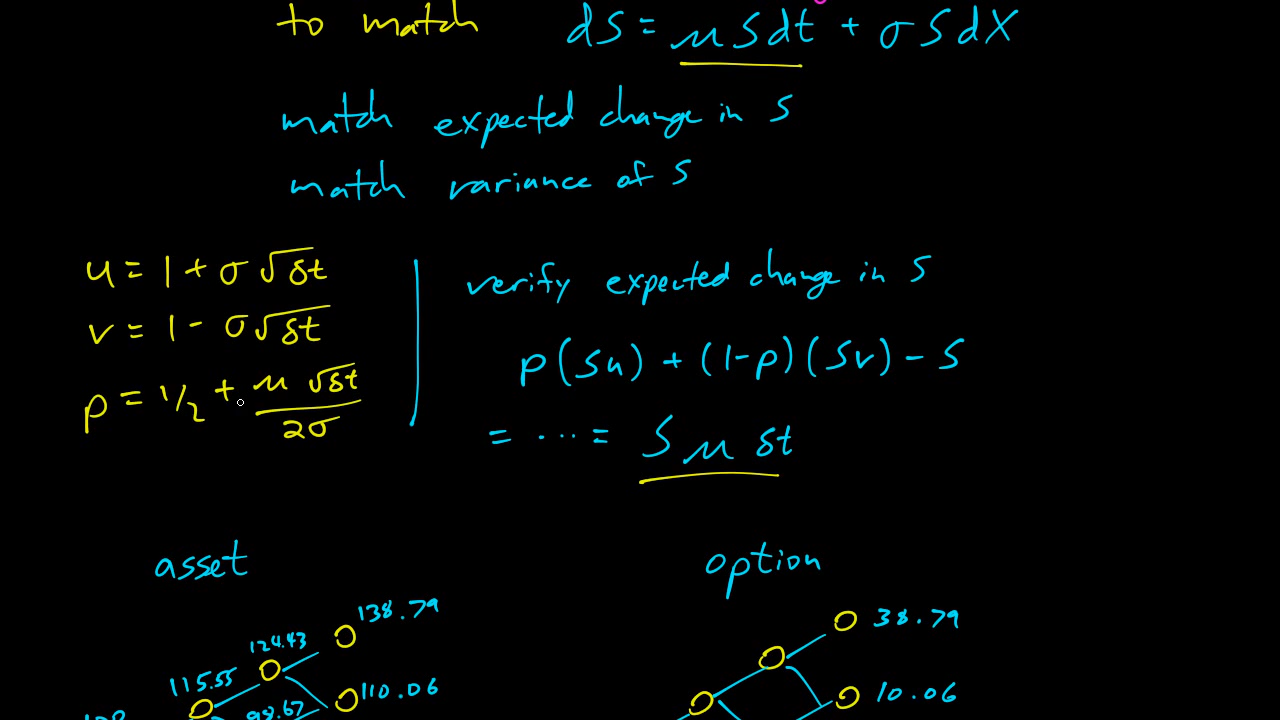 to match dS = μSdt + σSdX
match expected change in S
match variance of S
u = 1 + σ√δt
v = 1 - σ√δt
p = 1/2 + μ√δt / 2σ
verify expected change in S
p(Su) + (1-p)(Sv) - S
= ... = Sμ δt
asset
option
138.79
124.43
115.55
110.06
38.79
10.06